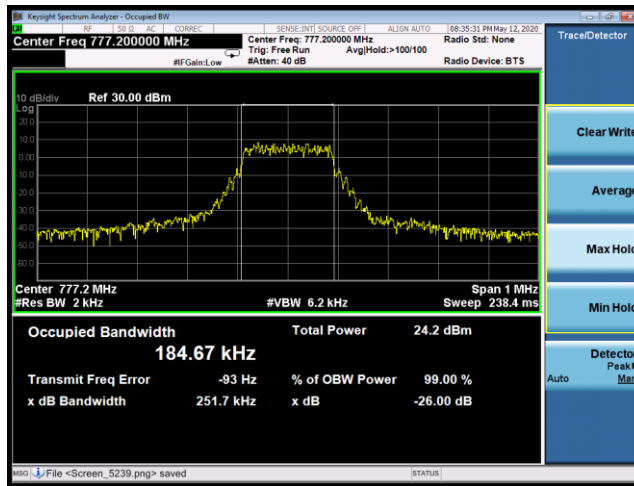 Keysight Spectrum Analyzer - Occupied BW
RF 50 Ω AC CORREC SENSE:INT SOURCE OFF ALIGN AUTO 08:35:31 PM May 12, 2020
Center Freq 777.200000 MHz
Center Freq: 777.200000 MHz
Radio Std: None
Trig: Free Run Avg|Hold:>100/100
#IFGain:Low #Atten: 40 dB Radio Device: BTS
Trace/Detector
10 dB/div Ref 30.00 dBm
Log
20.0
10.0
0.00
-10.0
-20.0
-30.0
-40.0
-50.0
-60.0
Center 777.2 MHz Span 1 MHz
#Res BW 2 kHz #VBW 6.2 kHz Sweep 238.4 ms
Occupied Bandwidth Total Power 24.2 dBm
184.67 kHz
Transmit Freq Error -93 Hz % of OBW Power 99.00 %
x dB Bandwidth 251.7 kHz x dB -26.00 dB
Clear Write
Average
Max Hold
Min Hold
Detector
Peak
Auto Man
MSG File <Screen_5239.png> saved STATUS